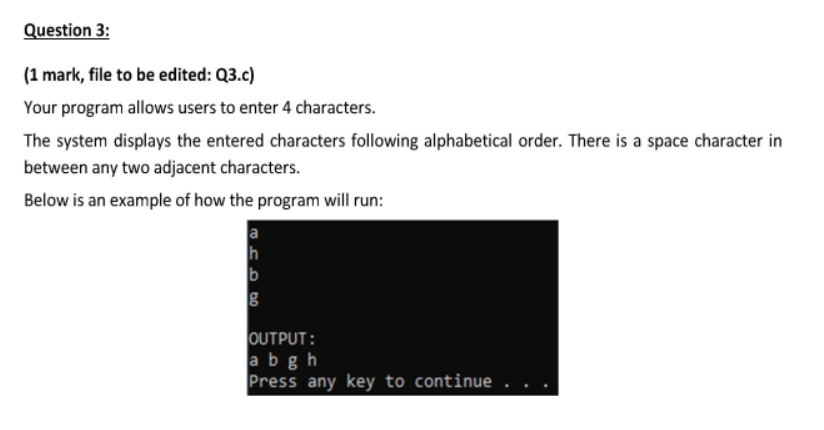 Question 3:
(1 mark, file to be edited: Q3.c)
Your program allows users to enter 4 characters.
The system displays the entered characters following alphabetical order. There is a space character in
between any two adjacent characters.
Below is an example of how the program will run:
a
h
b
g
OUTPUT:
a b g h
Press any key to continue . . .